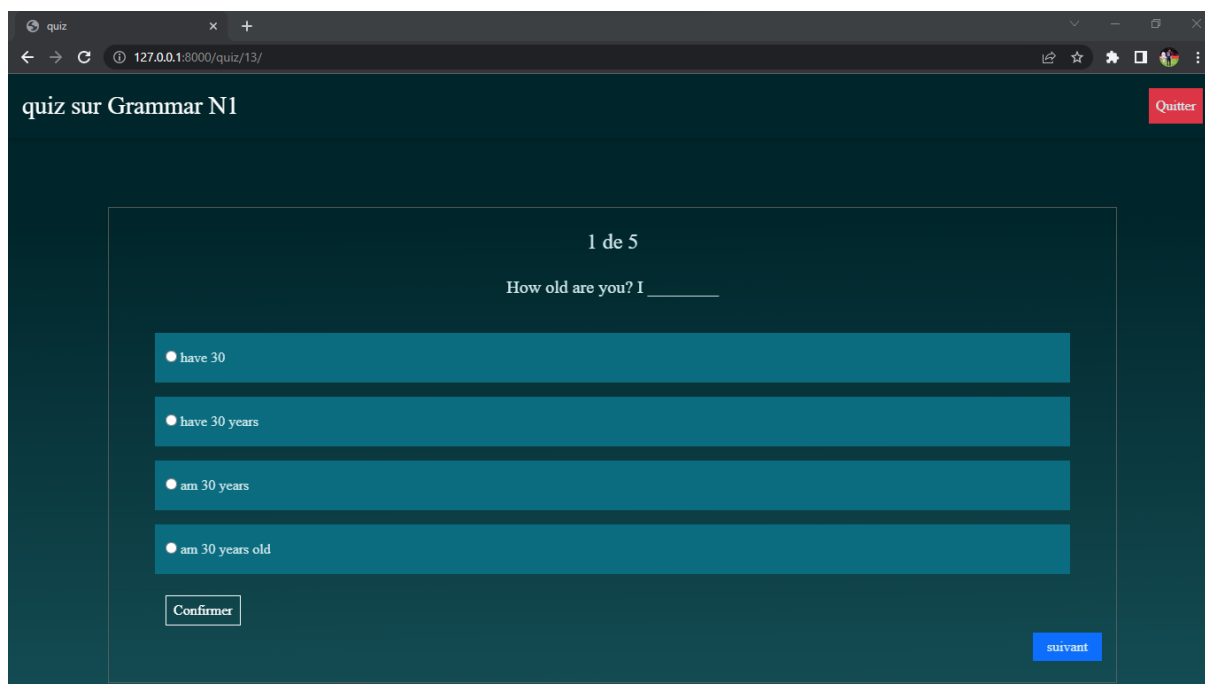 quiz
127.0.0.1:8000/quiz/13/
quiz sur Grammar N1
Quitter
1 de 5
How old are you? I ________
have 30
have 30 years
am 30 years
am 30 years old
Confirmer
suivant